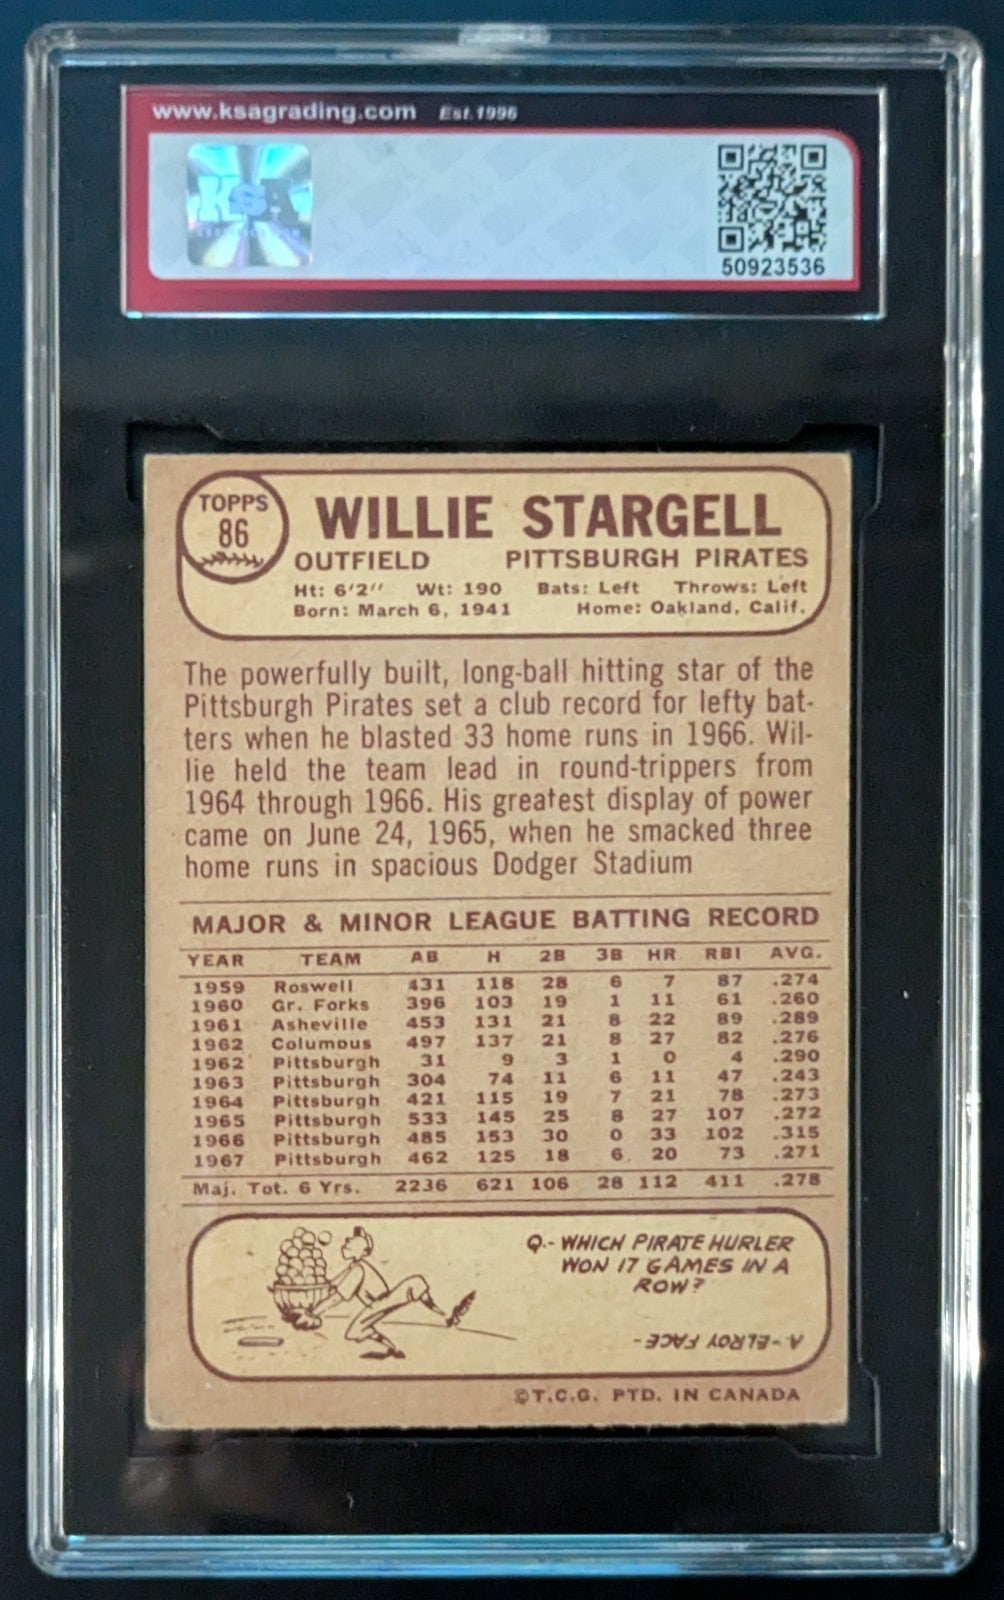 www.ksagrading.com Est. 1996
KSA
50923536
TOPPS
86
WILLIE STARGELL
OUTFIELD PITTSBURGH PIRATES
Ht: 6'2" Wt: 190 Bats: Left Throws: Left
Born: March 6, 1941 Home: Oakland, Calif.
The powerfully built, long-ball hitting star of the
Pittsburgh Pirates set a club record for lefty bat-
ters when he blasted 33 home runs in 1966. Wil-
lie held the team lead in round-trippers from
1964 through 1966. His greatest display of power
came on June 24, 1965, when he smacked three
home runs in spacious Dodger Stadium
MAJOR & MINOR LEAGUE BATTING RECORD
YEAR TEAM AB H 2B 3B HR RBI AVG.
1959 Roswell 431 118 28 6 7 87 .274
1960 Gr. Forks 396 103 19 1 11 61 .260
1961 Asheville 453 131 21 8 22 89 .289
1962 Columbus 497 137 21 8 27 82 .276
1962 Pittsburgh 31 9 3 1 0 4 .290
1963 Pittsburgh 304 74 11 6 11 47 .243
1964 Pittsburgh 421 115 19 7 21 78 .273
1965 Pittsburgh 533 145 25 8 27 107 .272
1966 Pittsburgh 485 153 30 0 33 102 .315
1967 Pittsburgh 462 125 18 6 20 73 .271
Maj. Tot. 6 Yrs. 2236 621 106 28 112 411 .278
Q.- WHICH PIRATE HURLER
WON 17 GAMES IN A
ROW?
A-ELROY FACE-
©T.C.G. PTD. IN CANADA